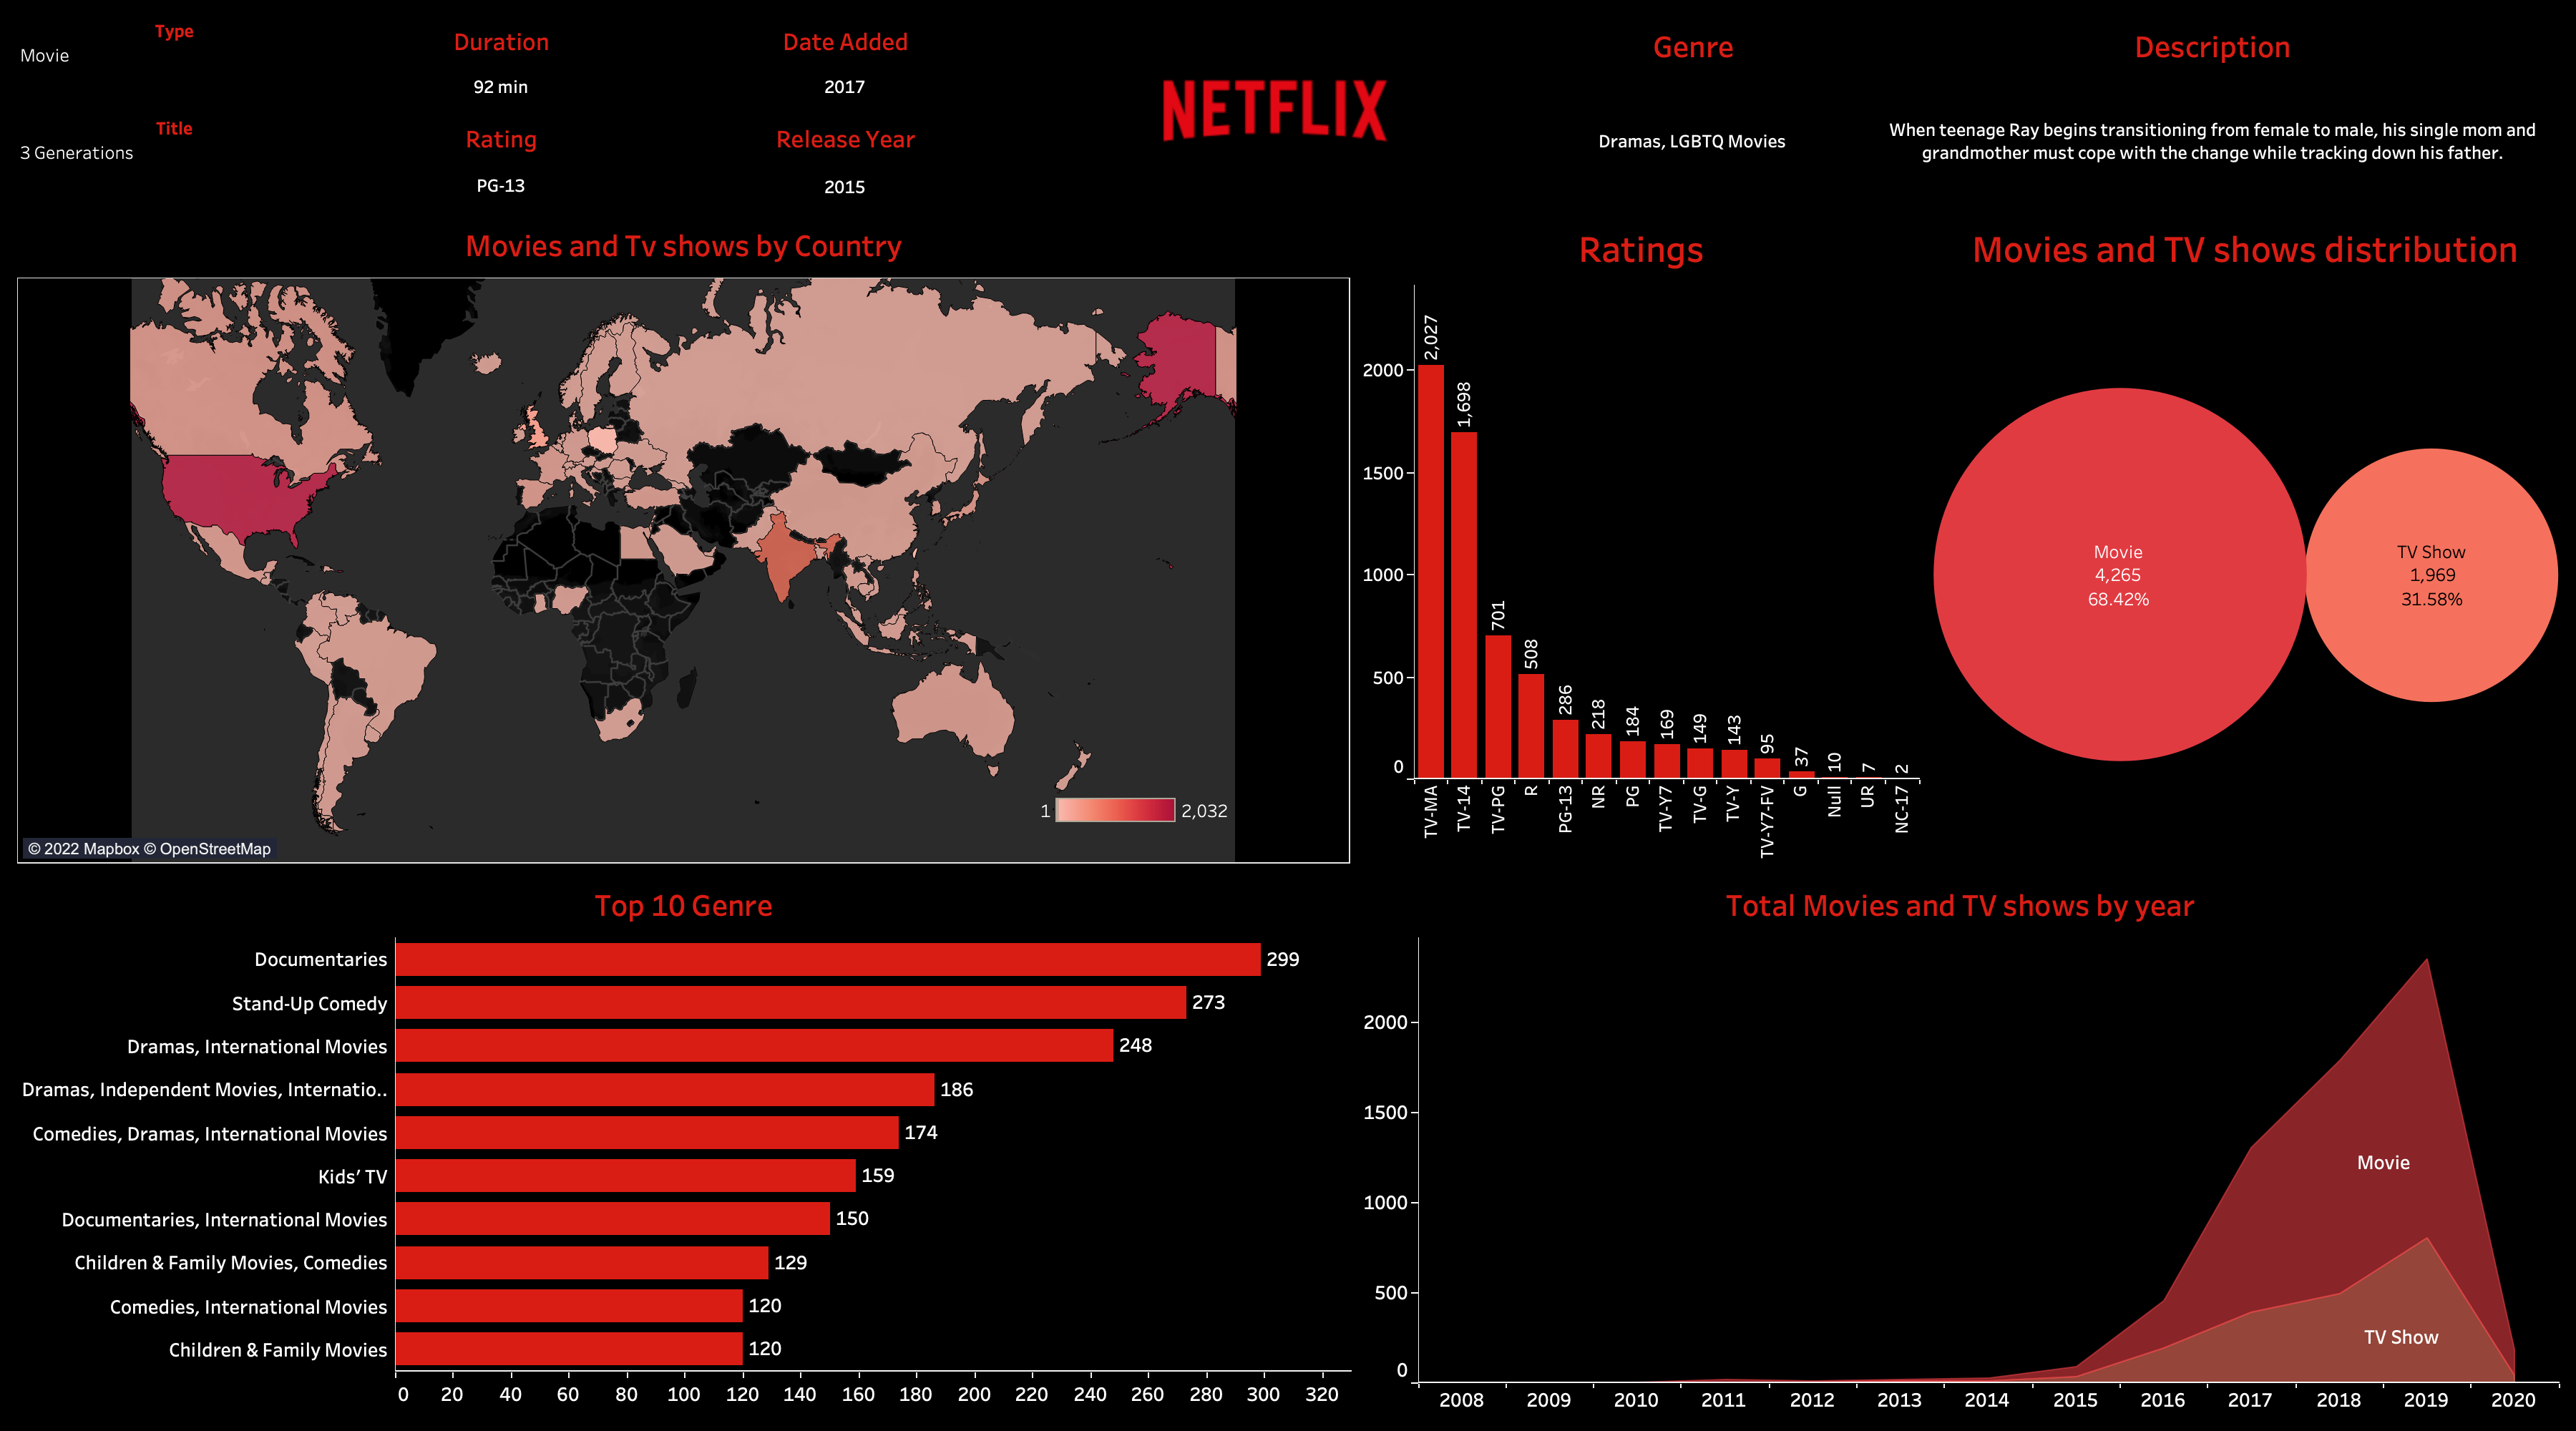 Type
Movie
Title
3 Generations
Duration
92 min
Rating
PG-13
Date Added
2017
Release Year
2015
NETFLIX
Genre
Dramas, LGBTQ Movies
Description
When teenage Ray begins transitioning from female to male, his single mom and
grandmother must cope with the change while tracking down his father.
Movies and Tv shows by Country
1
2,032
© 2022 Mapbox © OpenStreetMap
Ratings
2000
1500
1000
500
0
2,027
1,698
701
508
286
218
184
169
149
143
95
37
10
7
2
TV-MA
TV-14
TV-PG
R
PG-13
NR
PG
TV-Y7
TV-G
TV-Y
TV-Y7-FV
G
Null
UR
NC-17
Movies and TV shows distribution
Movie
4,265
68.42%
TV Show
1,969
31.58%
Top 10 Genre
Documentaries 299
Stand-Up Comedy 273
Dramas, International Movies 248
Dramas, Independent Movies, Internatio.. 186
Comedies, Dramas, International Movies 174
Kids’ TV 159
Documentaries, International Movies 150
Children & Family Movies, Comedies 129
Comedies, International Movies 120
Children & Family Movies 120
0 20 40 60 80 100 120 140 160 180 200 220 240 260 280 300 320
Total Movies and TV shows by year
2000
1500
1000
500
0
Movie
TV Show
2008 2009 2010 2011 2012 2013 2014 2015 2016 2017 2018 2019 2020